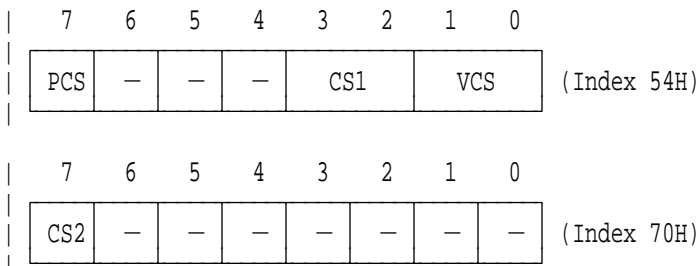 7 6 5 4 3 2 1 0
PCS — — — CS1 VCS (Index 54H)
7 6 5 4 3 2 1 0
CS2 — — — — — — — (Index 70H)